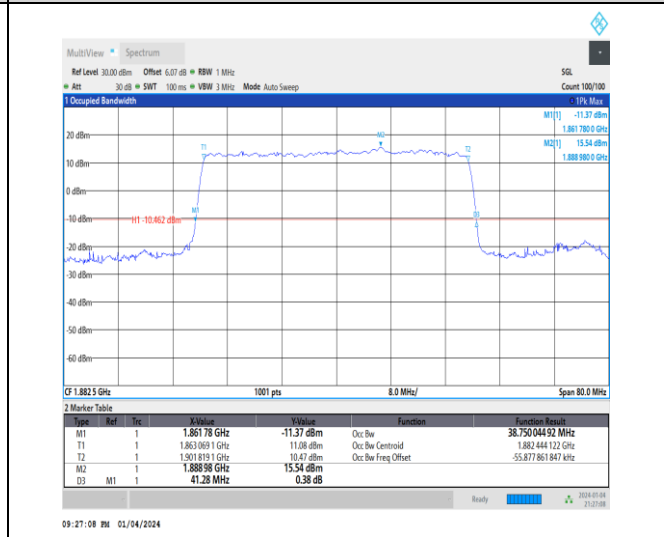 MultiView Spectrum
Ref Level 30.00 dBm Offset 6.07 dB RBW 1 MHz SGL
Att 30 dB SWT 100 ms VBW 3 MHz Mode Auto Sweep Count 100/100
1 Occupied Bandwidth 1Pk Max
M1[1] -11.37 dBm
1.861 780 0 GHz
M2[1] 15.54 dBm
1.888 980 0 GHz
20 dBm
M2
T1 T2
10 dBm
0 dBm
M1
D3
-10 dBm
H1 -10.462 dBm
-20 dBm
-30 dBm
-40 dBm
-50 dBm
-60 dBm
CF 1.882 5 GHz 1001 pts 8.0 MHz/ Span 80.0 MHz
2 Marker Table
Type Ref Trc X-Value Y-Value Function Function Result
M1 1 1.861 78 GHz -11.37 dBm Occ Bw 38.750 044 92 MHz
T1 1 1.863 069 1 GHz 11.08 dBm Occ Bw Centroid 1.882 444 122 GHz
T2 1 1.901 819 1 GHz 10.47 dBm Occ Bw Freq Offset -55.877 861 847 kHz
M2 1 1.888 98 GHz 15.54 dBm
D3 M1 1 41.28 MHz 0.38 dB
Ready 2024-01-04
21:27:08
09:27:08 PM 01/04/2024